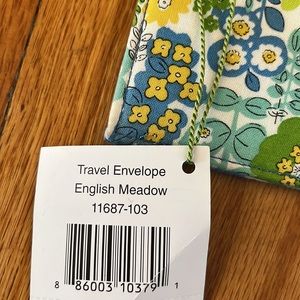 Travel Envelope
English Meadow
11687-103
8 86003 10379 1